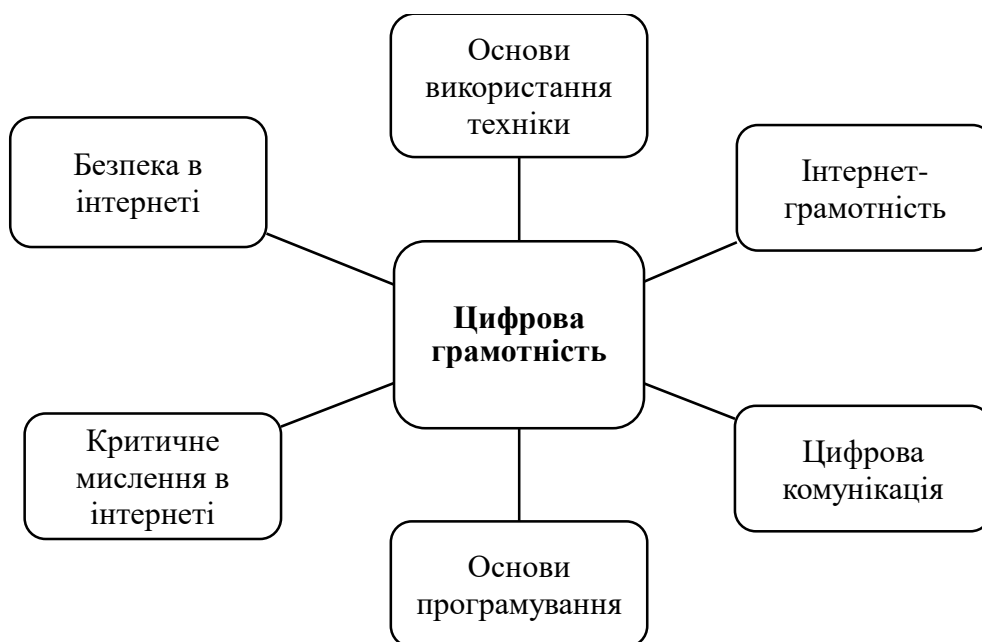 Основи
використання
техніки
Безпека в
інтернеті
Інтернет-
грамотність
Цифрова
грамотність
Критичне
мислення в
інтернеті
Цифрова
комунікація
Основи
програмування